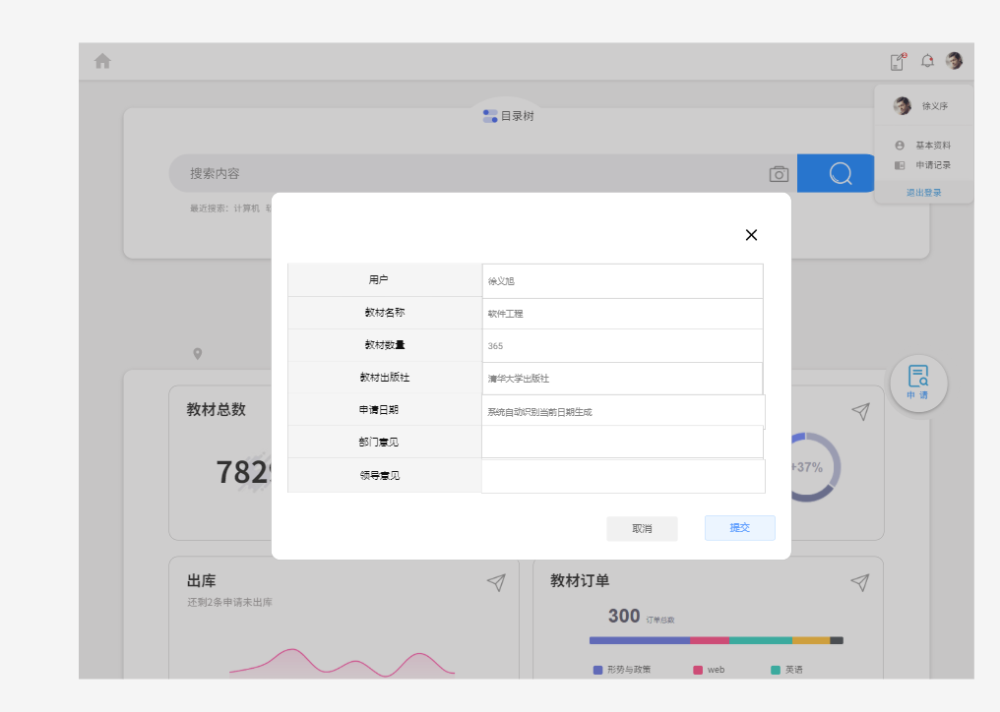 徐义序
目录树
基本资料
搜索内容
申请记录
退出登录
最近搜索: 计算机
用户
徐义旭
教材名称
软件工程
教材数量
365
教材出版社
清华大学出版社
申请日期
系统自动识别当前日期生成
部门意见
领导意见
取消
提交
申请
教材总数
782
+37%
出库
还剩2条申请未出库
教材订单
300 订单总数
形势与政策
web
英语